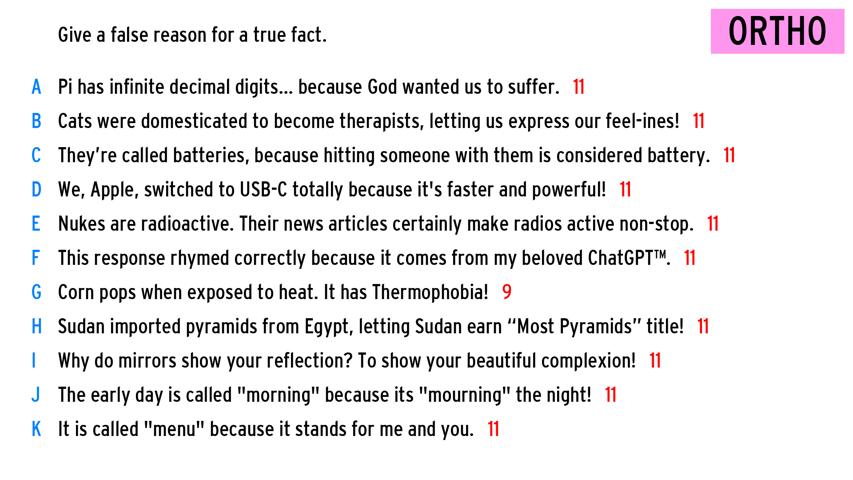 Give a false reason for a true fact.
ORTHO
A Pi has infinite decimal digits... because God wanted us to suffer. 11
B Cats were domesticated to become therapists, letting us express our feel-ines! 11
C They're called batteries, because hitting someone with them is considered battery. 11
D We, Apple, switched to USB-C totally because it's faster and powerful! 11
E Nukes are radioactive. Their news articles certainly make radios active non-stop. 11
F This response rhymed correctly because it comes from my beloved ChatGPT™. 11
G Corn pops when exposed to heat. It has Thermophobia! 9
H Sudan imported pyramids from Egypt, letting Sudan earn “Most Pyramids” title! 11
I Why do mirrors show your reflection? To show your beautiful complexion! 11
J The early day is called "morning" because its "mourning" the night! 11
K It is called "menu" because it stands for me and you. 11